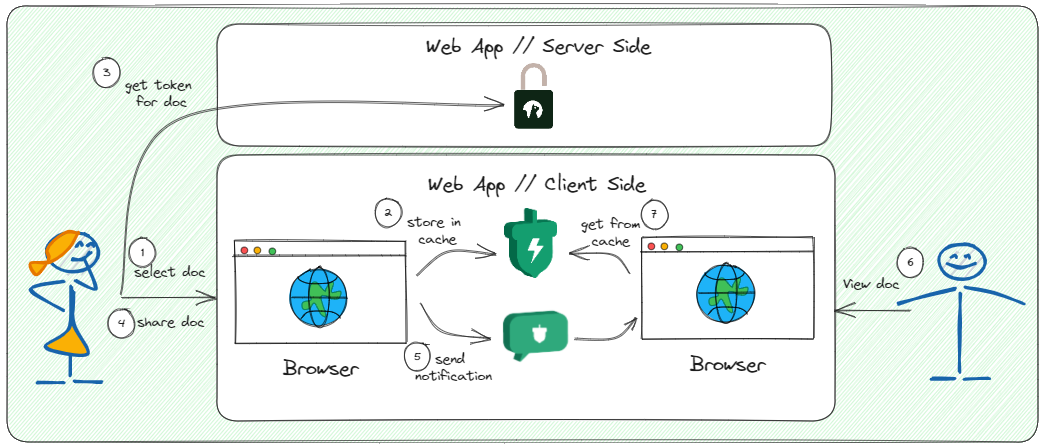 Web App // Server Side
3
get token
for doc
Web App // Client Side
2
store in
cache
get from
cache
7
1
select doc
6
View doc
4
share doc
5
send
notification
Browser
Browser